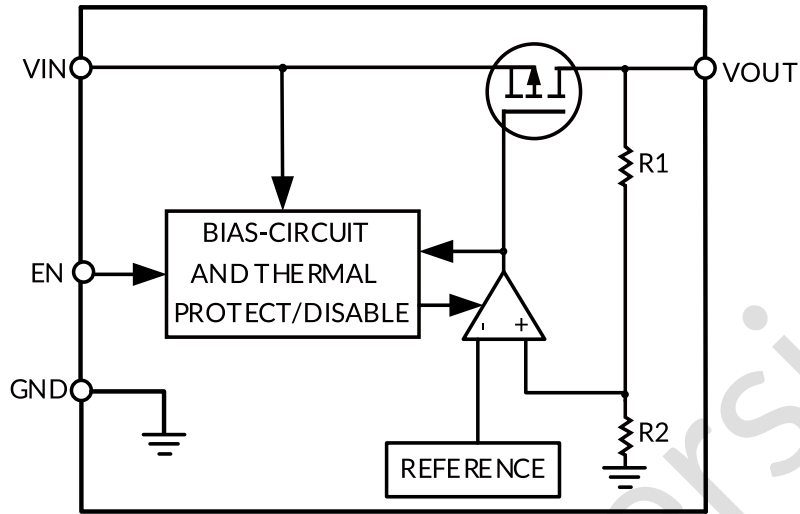 VIN
VOUT
R1
BIAS-CIRCUIT
AND THERMAL
PROTECT/DISABLE
EN
- +
GND
R2
REFERENCE